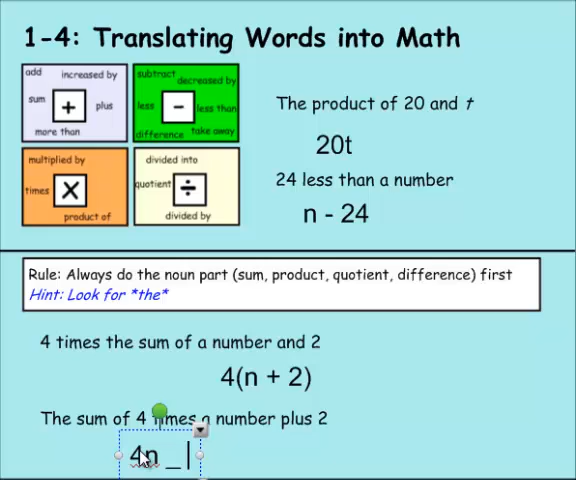 1-4: Translating Words into Math
add increased by
sum + plus
more than
subtract decreased by
less - less than
difference take away
multiplied by
times X
product of
divided into
quotient ÷
divided by
The product of 20 and t
20t
24 less than a number
n - 24
Rule: Always do the noun part (sum, product, quotient, difference) first
Hint: Look for *the*
4 times the sum of a number and 2
4(n + 2)
The sum of 4 times a number plus 2
4n _